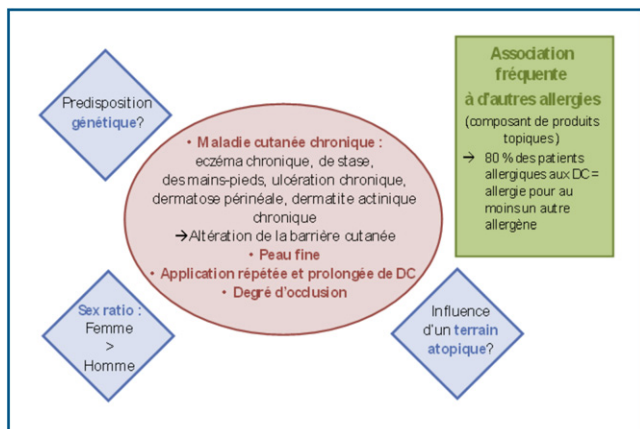 Predisposition
génétique?
• Maladie cutanée chronique :
eczéma chronique, de stase,
des mains-pieds, ulcération chronique,
dermatose périnéale, dermatite actinique
chronique
→Altération de la barrière cutanée
• Peau fine
• Application répétée et prolongée de DC
• Degré d'occlusion
Association
fréquente
à d'autres allergies
(composant de produits
topiques)
→ 80 % des patients
allergiques aux DC =
allergie pour au
moins un autre
allergène
Sex ratio :
Femme
>
Homme
Influence
d'un terrain
atopique?